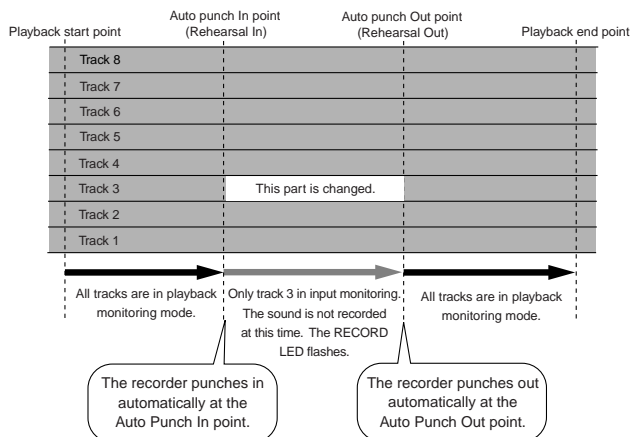 Playback start point
Auto punch In point
(Rehearsal In)
Auto punch Out point
(Rehearsal Out)
Playback end point
Track 8
Track 7
Track 6
Track 5
Track 4
Track 3
This part is changed.
Track 2
Track 1
All tracks are in playback
monitoring mode.
Only track 3 in input monitoring.
The sound is not recorded
at this time. The RECORD
LED flashes.
All tracks are in playback
monitoring mode.
The recorder punches in
automatically at the
Auto Punch In point.
The recorder punches out
automatically at the
Auto Punch Out point.